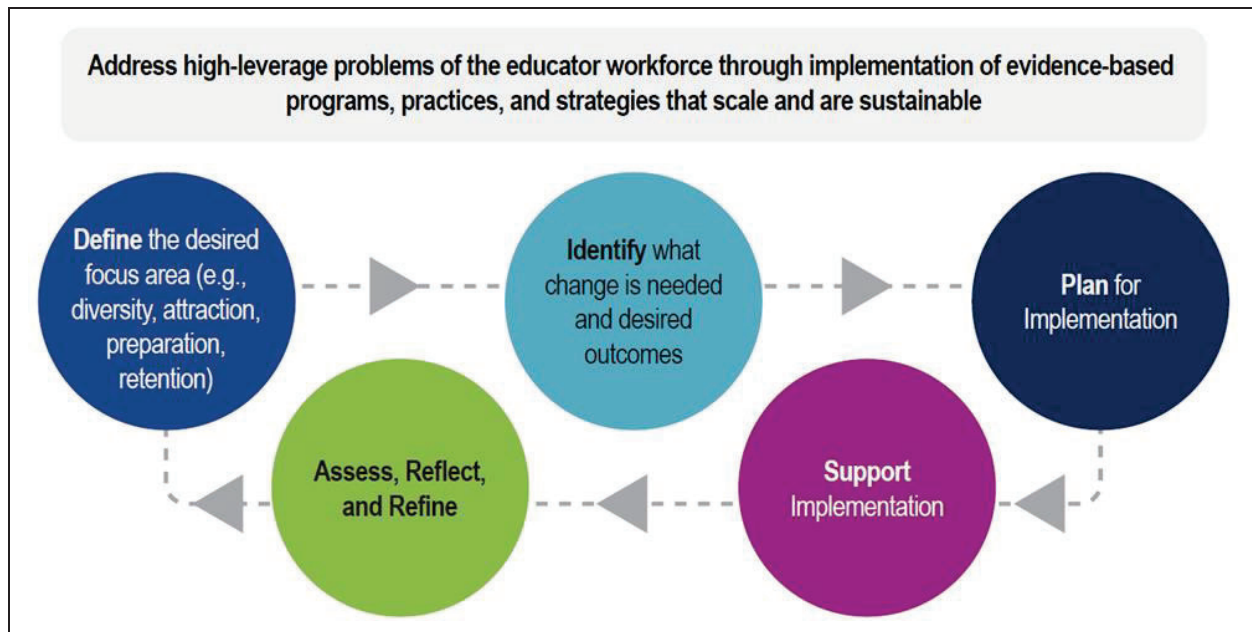 Address high-leverage problems of the educator workforce through implementation of evidence-based
programs, practices, and strategies that scale and are sustainable
Define the desired
focus area (e.g.,
diversity, attraction,
preparation,
retention)
Identify what
change is needed
and desired
outcomes
Plan for
Implementation
Support
Implementation
Assess, Reflect,
and Refine